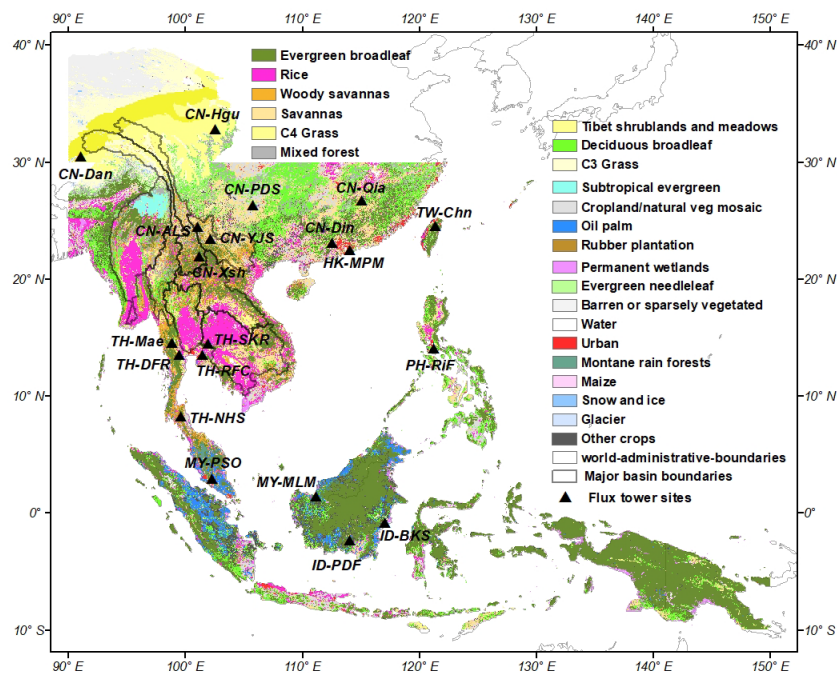 90° E 100° E 110° E 120° E 130° E 140° E 150° E
40° N 40° N
Evergreen broadleaf
Rice
Woody savannas
Savannas
C4 Grass
Mixed forest
CN-Hgu
Tibet shrublands and meadows
Deciduous broadleaf
C3 Grass
Subtropical evergreen
Cropland/natural veg mosaic
Oil palm
Rubber plantation
Permanent wetlands
Evergreen needleleaf
Barren or sparsely vegetated
Water
Urban
Montane rain forests
Maize
Snow and ice
Glacier
Other crops
world-administrative-boundaries
Major basin boundaries
Flux tower sites
30° N 30° N
CN-Dan
CN-PDS
CN-Qia
CN-ALS
CN-YJS
CN-Din
TW-Chn
HK-MPM
CN-Xsh
20° N 20° N
TH-Mae
TH-SKR
TH-DFR
TH-RFC
PH-RiF
10° N 10° N
TH-NHS
MY-PSO
MY-MLM
0° 0°
ID-BKS
ID-PDF
10° S 10° S
90° E 100° E 110° E 120° E 130° E 140° E 150° E